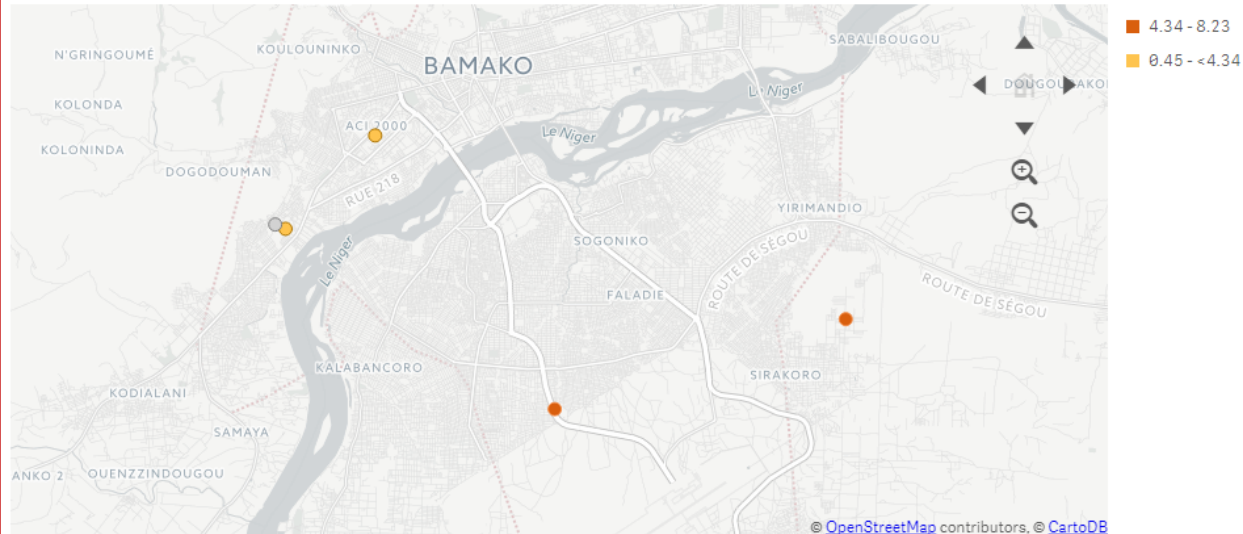 N'GRINGOUMÉ
KOULOUNINKO
BAMAKO
SABALIBOUGOU
4.34 - 8.23
0.45 - <4.34
KOLONDA
Le Niger
DOUGOU
AKO
ACI 2000
Le Niger
KOLONINDA
DOGODOUMAN
RUE 218
YIRIMANDIO
SOGONIKO
Le Niger
ROUTE DE SÉGOU
ROUTE DE SÉGOU
FALADIE
KALABANCORO
SIRAKORO
KODIALANI
SAMAYA
ANKO 2
OUENZZINDOUGOU
© OpenStreetMap contributors, © CartoDB